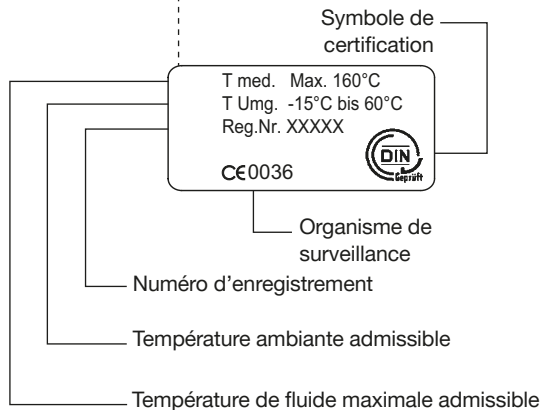 Symbole de
certification
T med. Max. 160°C
T Umg. -15°C bis 60°C
Reg.Nr. XXXXX
DIN
Geprüft
CE0036
Organisme de
surveillance
Numéro d’enregistrement
Température ambiante admissible
Température de fluide maximale admissible